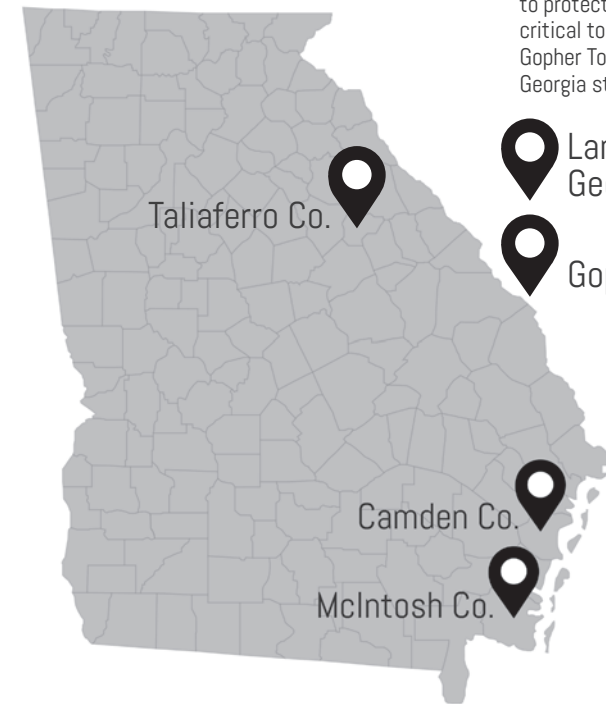 to protect
critical to
Gopher To
Georgia st
Lar
Ge
Gop
Taliaferro Co.
Camden Co.
McIntosh Co.